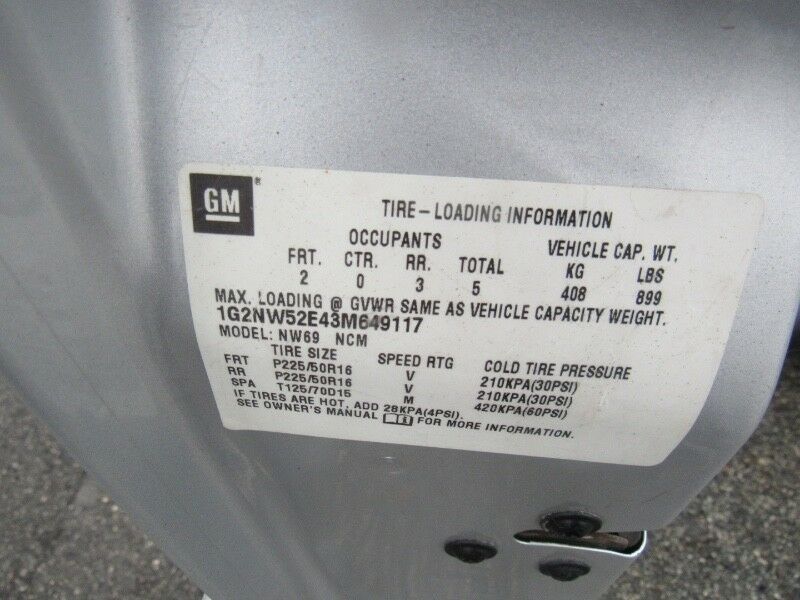 GM®
TIRE-LOADING INFORMATION
OCCUPANTS VEHICLE CAP. WT.
FRT. CTR. RR. TOTAL KG LBS
2 0 3 5 408 899
MAX. LOADING @ GVWR SAME AS VEHICLE CAPACITY WEIGHT.
1G2NW52E43M649117
MODEL: NW69 NCM
TIRE SIZE SPEED RTG COLD TIRE PRESSURE
FRT P225/50R16 V 210KPA(30PSI)
RR P225/50R16 V 210KPA(30PSI)
SPA T125/70D15 M 420KPA(60PSI)
IF TIRES ARE HOT, ADD 28KPA(4PSI).
SEE OWNER'S MANUAL FOR MORE INFORMATION.